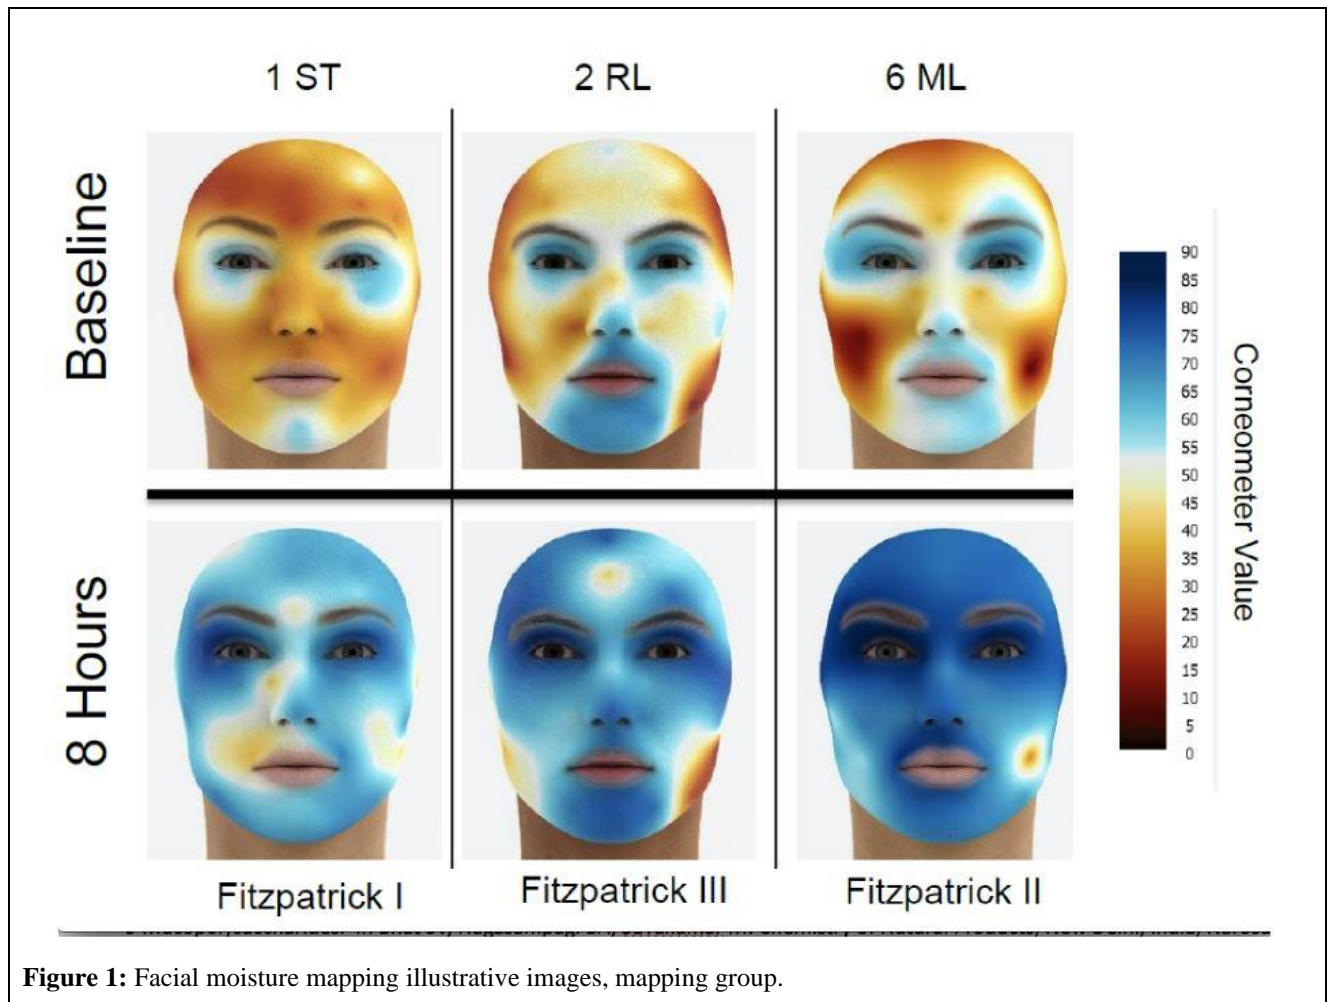 1 ST
2 RL
6 ML
Baseline
8 Hours
90
85
80
75
70
65
60
55
50
45
40
35
30
25
20
15
10
5
0
Corneometer Value
Fitzpatrick I
Fitzpatrick III
Fitzpatrick II
Figure 1: Facial moisture mapping illustrative images, mapping group.